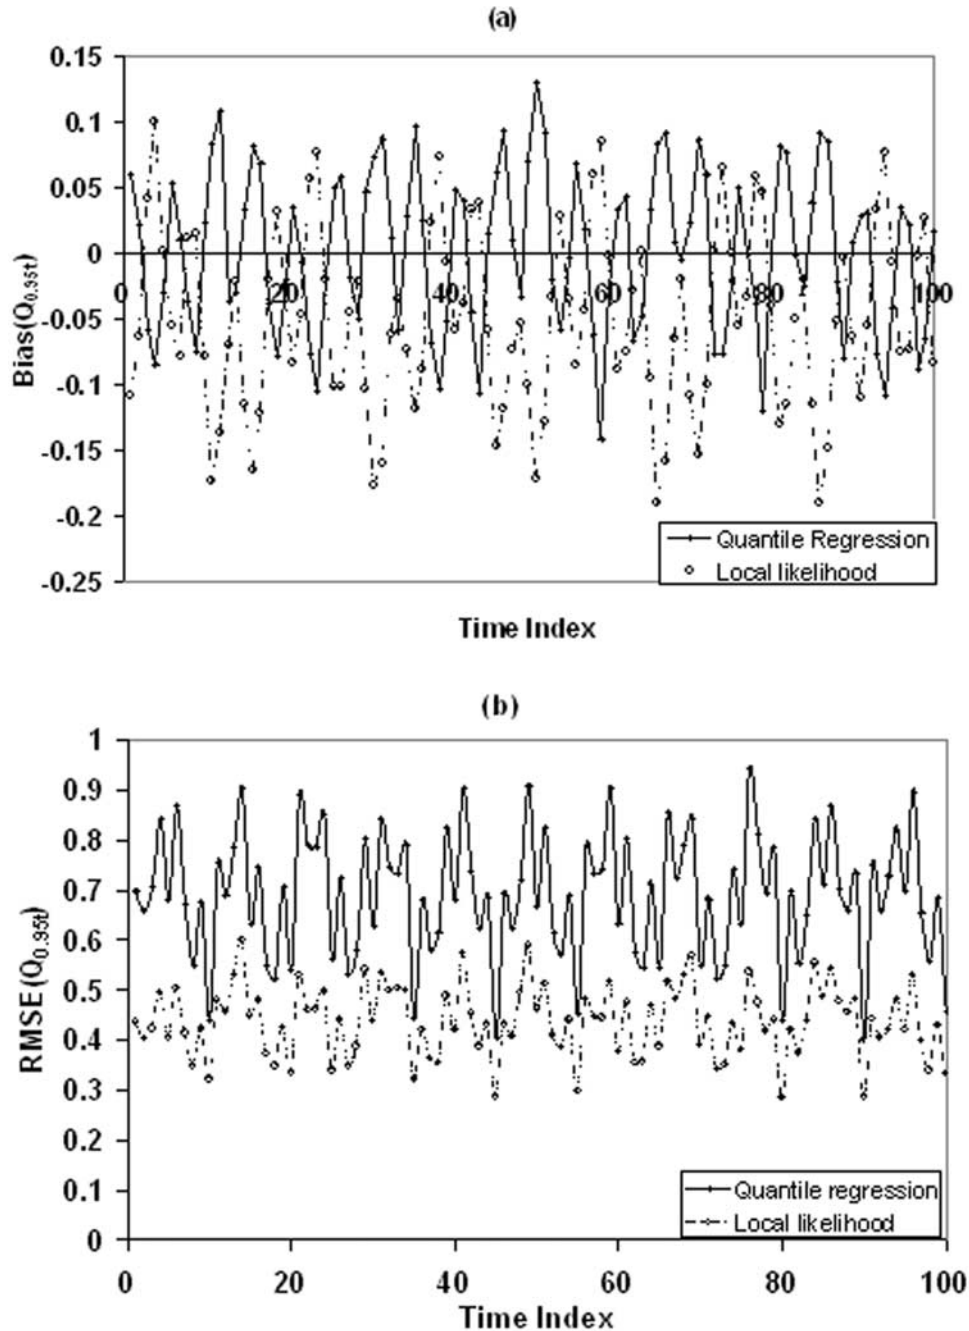 (a)
0.15
0.1
0.05
0
-0.05
-0.1
-0.15
-0.2
-0.25
Bias(Q0.95t)
0 20 40 60 80 100
Quantile Regression
Local likelihood
Time Index
(b)
1
0.9
0.8
0.7
0.6
0.5
0.4
0.3
0.2
0.1
0
RMSE(Q0.95t)
Quantile regression
Local likelihood
0 20 40 60 80 100
Time Index